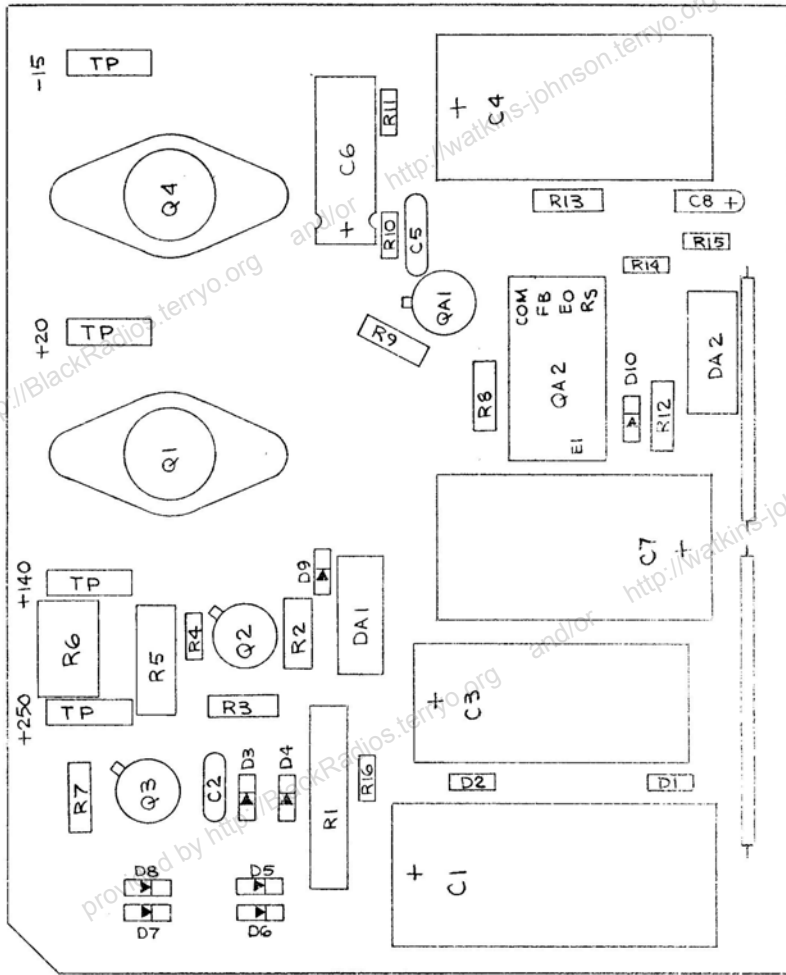 -15
TP
Q4
C6
+
R11
R10
C5
+
C4
R13
C8 +
R15
R14
QA1
R9
+20
TP
Q1
R8
COM
FB
EO
RS
QA2
E1
D10
R12
DA2
C7
+
+140
TP
R6
R5
R4
Q2
R2
D9
DA1
+250
TP
R3
+
C3
R7
Q3
C2
D3
D4
R1
R16
D2
D1
+
C1
D8
D7
D5
D6
provided by http://BlackRadios.terryo.org and/or http://watkins-john
http://BlackRadios.terryo.org and/or http://watkins-johnson.terryo.org